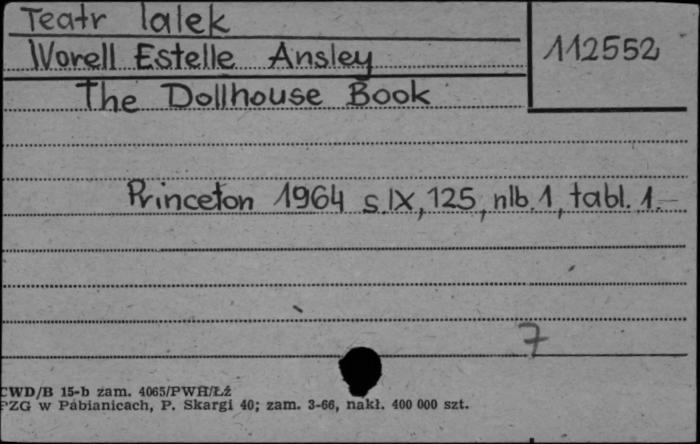 Teatr lalek
112552
Worell Estelle Ansley
The Dollhouse Book
Princeton 1964 s. IX, 125, nlb. 1, tabl. 1.—
7
CWD/B 15-b zam. 4065/PWH/Łź
PZG w Pabianicach, P. Skargi 40; zam. 3-66, nakł. 400 000 szt.